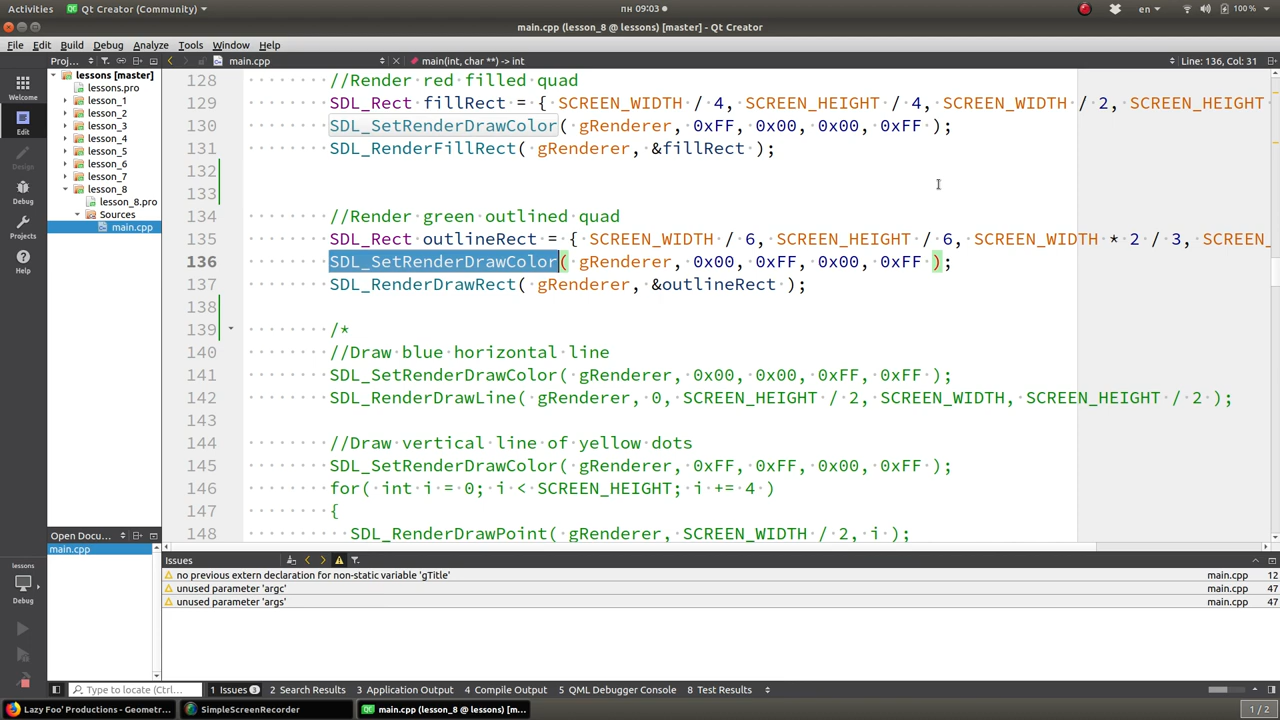 Activities
Qt Creator (Community)
пн 09:03
en
100 %
main.cpp (lesson_8 @ lessons) [master] - Qt Creator
File Edit Build Debug Analyze Tools Window Help
Proj...
main.cpp
main(int, char **) -> int
Line: 136, Col: 31
Welcome
Edit
Design
Debug
Projects
Help
lessons [master]
lessons.pro
lesson_1
lesson_2
lesson_3
lesson_4
lesson_5
lesson_6
lesson_7
lesson_8
lesson_8.pro
Sources
main.cpp
128 //Render red filled quad
129 SDL_Rect fillRect = { SCREEN_WIDTH / 4, SCREEN_HEIGHT / 4, SCREEN_WIDTH / 2, SCREEN_HEIGHT
130 SDL_SetRenderDrawColor( gRenderer, 0xFF, 0x00, 0x00, 0xFF );
131 SDL_RenderFillRect( gRenderer, &fillRect );
132
133
134 //Render green outlined quad
135 SDL_Rect outlineRect = { SCREEN_WIDTH / 6, SCREEN_HEIGHT / 6, SCREEN_WIDTH * 2 / 3, SCREEN_
136 SDL_SetRenderDrawColor( gRenderer, 0x00, 0xFF, 0x00, 0xFF );
137 SDL_RenderDrawRect( gRenderer, &outlineRect );
138
139 /*
140 //Draw blue horizontal line
141 SDL_SetRenderDrawColor( gRenderer, 0x00, 0x00, 0xFF, 0xFF );
142 SDL_RenderDrawLine( gRenderer, 0, SCREEN_HEIGHT / 2, SCREEN_WIDTH, SCREEN_HEIGHT / 2 );
143
144 //Draw vertical line of yellow dots
145 SDL_SetRenderDrawColor( gRenderer, 0xFF, 0xFF, 0x00, 0xFF );
146 for( int i = 0; i < SCREEN_HEIGHT; i += 4 )
147 {
148 SDL_RenderDrawPoint( gRenderer, SCREEN_WIDTH / 2, i );
Open Docu...
main.cpp
lessons
Debug
Issues
no previous extern declaration for non-static variable 'gTitle' main.cpp 12
unused parameter 'argc' main.cpp 47
unused parameter 'args' main.cpp 47
Type to locate (Ctrl+...
1 Issues 3
2 Search Results
3 Application Output
4 Compile Output
5 QML Debugger Console
8 Test Results
Lazy Foo' Productions - Geometr...
SimpleScreenRecorder
main.cpp (lesson_8 @ lessons) [m...
1 / 2